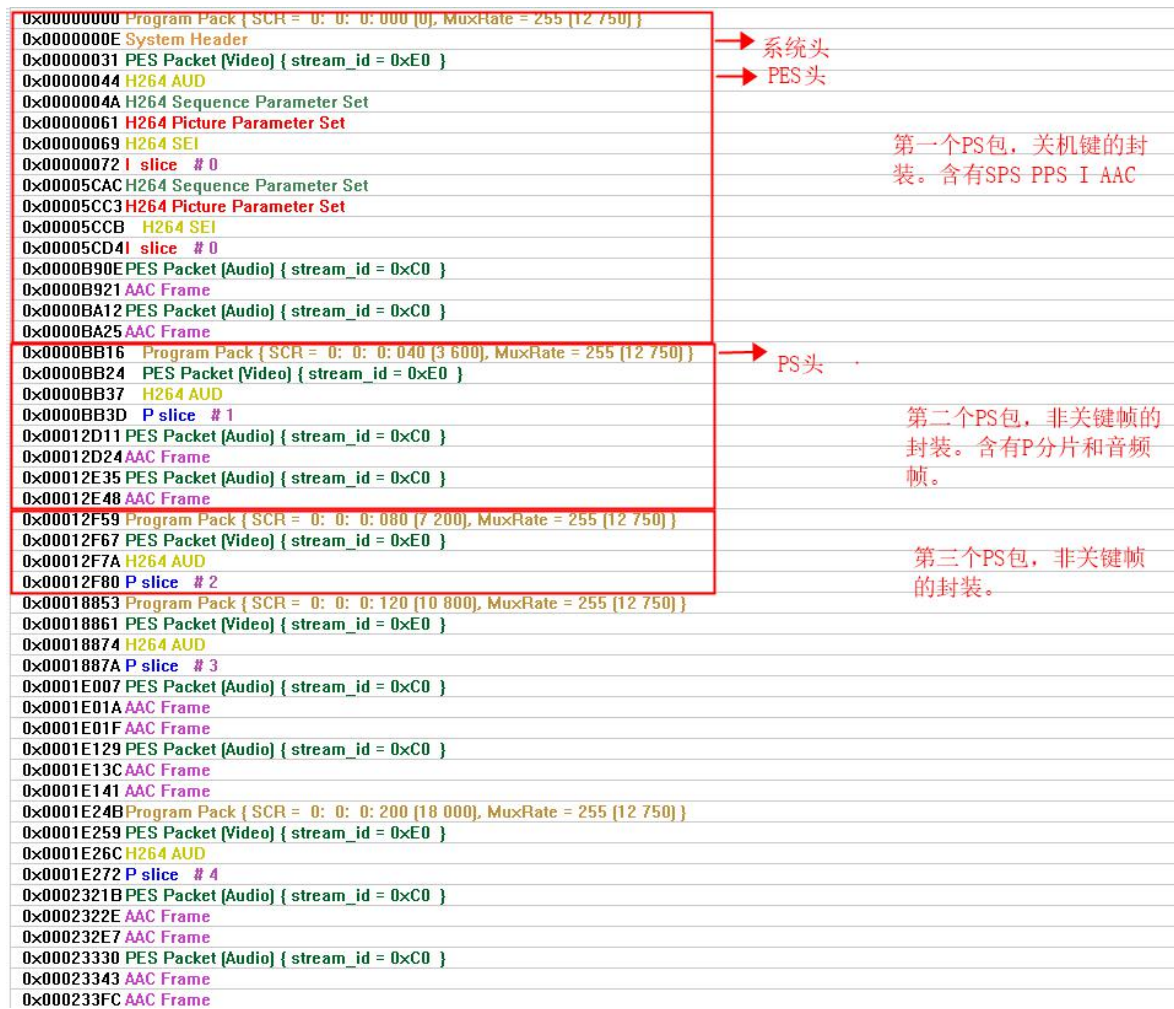 0x00000000 Program Pack { SCR = 0: 0: 0:000 (0), MuxRate = 255 (12 750) }
0x0000000E System Header
系统头
0x00000031 PES Packet (Video) { stream_id = 0xE0 }
PES头
0x00000044 H264 AUD
0x0000004A H264 Sequence Parameter Set
0x00000061 H264 Picture Parameter Set
0x00000069 H264 SEI
0x00000072 I slice # 0
0x00005CAC H264 Sequence Parameter Set
0x00005CC3 H264 Picture Parameter Set
0x00005CCB H264 SEI
0x00005CD4 I slice # 0
0x0000B90E PES Packet (Audio) { stream_id = 0xC0 }
0x0000B921 AAC Frame
0x0000BA12 PES Packet (Audio) { stream_id = 0xC0 }
0x0000BA25 AAC Frame
第一个PS包，关机键的封
装。含有SPS PPS I AAC
0x0000BB16 Program Pack { SCR = 0: 0: 0:040 (3 600), MuxRate = 255 (12 750) }
PS头
0x0000BB24 PES Packet (Video) { stream_id = 0xE0 }
0x0000BB37 H264 AUD
0x0000BB3D P slice # 1
0x00012D11 PES Packet (Audio) { stream_id = 0xC0 }
0x00012D24 AAC Frame
0x00012E35 PES Packet (Audio) { stream_id = 0xC0 }
0x00012E48 AAC Frame
第二个PS包，非关键帧的
封装。含有P分片和音频
帧。
0x00012F59 Program Pack { SCR = 0: 0: 0:080 (7 200), MuxRate = 255 (12 750) }
0x00012F67 PES Packet (Video) { stream_id = 0xE0 }
0x00012F7A H264 AUD
0x00012F80 P slice # 2
第三个PS包，非关键帧
的封装。
0x00018853 Program Pack { SCR = 0: 0: 0:120 (10 800), MuxRate = 255 (12 750) }
0x00018861 PES Packet (Video) { stream_id = 0xE0 }
0x00018874 H264 AUD
0x0001887A P slice # 3
0x0001E007 PES Packet (Audio) { stream_id = 0xC0 }
0x0001E01A AAC Frame
0x0001E01F AAC Frame
0x0001E129 PES Packet (Audio) { stream_id = 0xC0 }
0x0001E13C AAC Frame
0x0001E141 AAC Frame
0x0001E24B Program Pack { SCR = 0: 0: 0:200 (18 000), MuxRate = 255 (12 750) }
0x0001E259 PES Packet (Video) { stream_id = 0xE0 }
0x0001E26C H264 AUD
0x0001E272 P slice # 4
0x0002321B PES Packet (Audio) { stream_id = 0xC0 }
0x0002322E AAC Frame
0x000232E7 AAC Frame
0x00023330 PES Packet (Audio) { stream_id = 0xC0 }
0x00023343 AAC Frame
0x000233FC AAC Frame